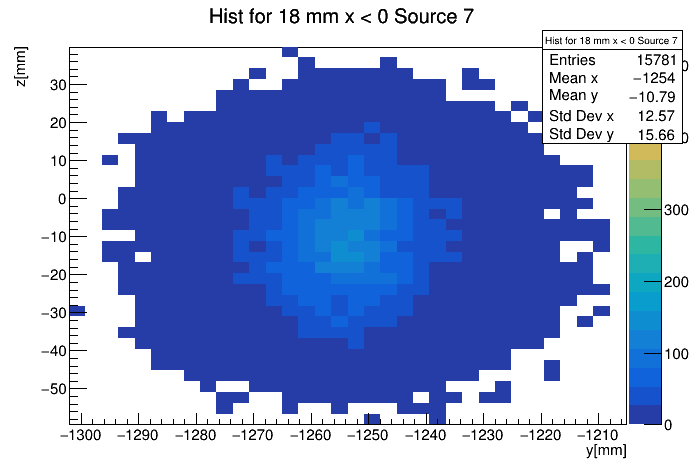 Hist for 18 mm x < 0 Source 7
Hist for 18 mm x < 0 Source 7
Entries 15781
Mean x −1254
Mean y −10.79
Std Dev x 12.57
Std Dev y 15.66
z[mm]
30
20
10
0
−10
−20
−30
−40
−50
−1300 −1290 −1280 −1270 −1260 −1250 −1240 −1230 −1220 −1210
y[mm]
300
200
100
0